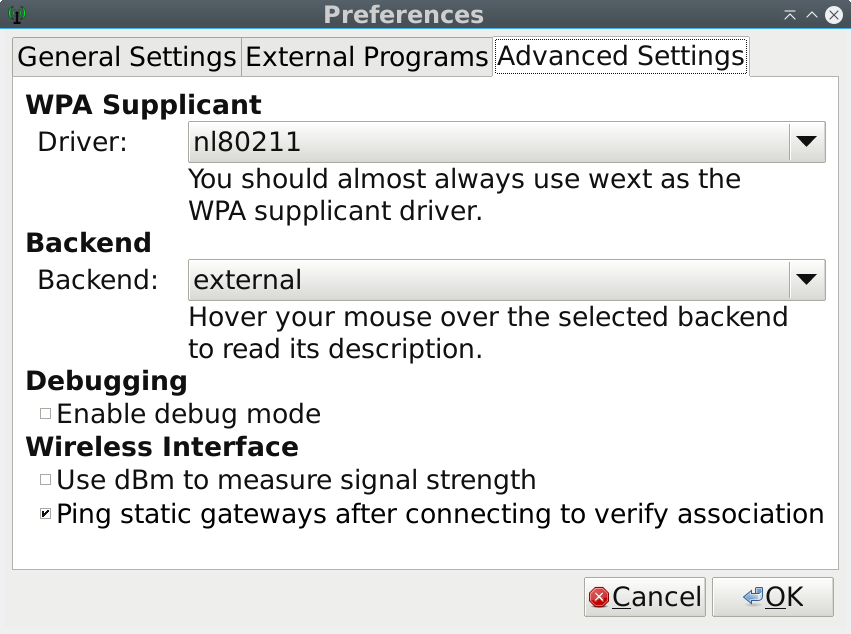 Preferences
General Settings External Programs Advanced Settings
WPA Supplicant
Driver: nl80211
You should almost always use wext as the
WPA supplicant driver.
Backend
Backend: external
Hover your mouse over the selected backend
to read its description.
Debugging
Enable debug mode
Wireless Interface
Use dBm to measure signal strength
Ping static gateways after connecting to verify association
Cancel OK